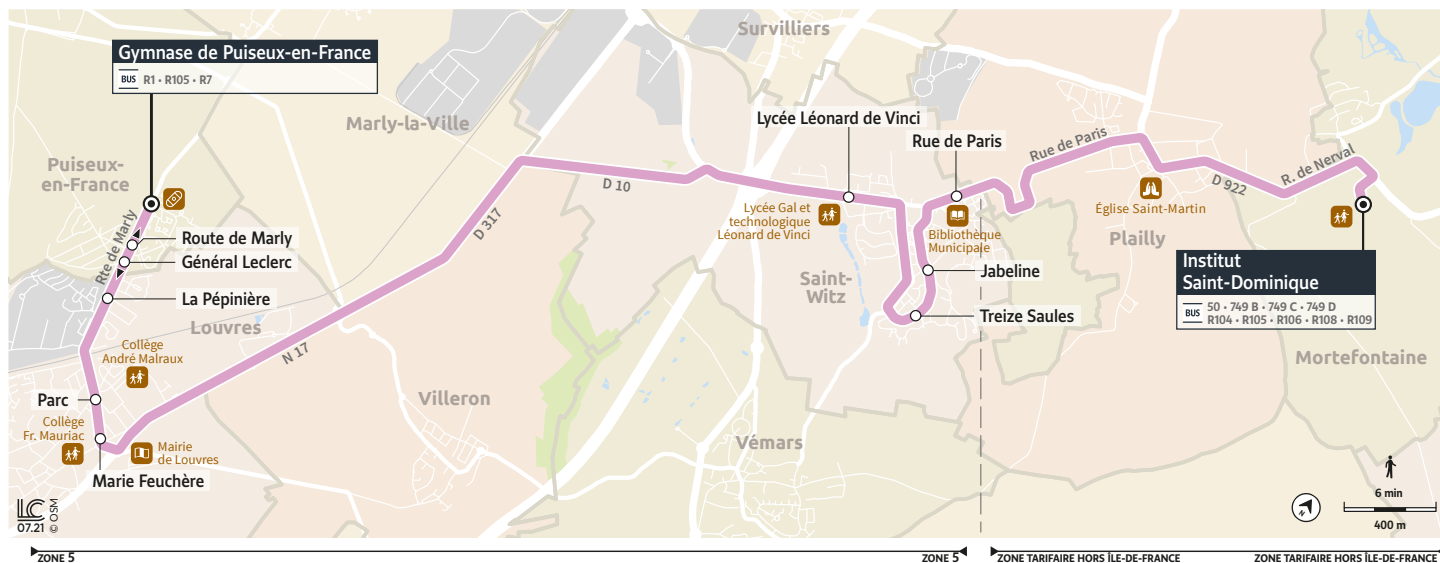 Gymnase de Puiseux-en-France
BUS R1 • R105 • R7
Survilliers
Marly-la-Ville
Puiseux-
en-France
Rte de Marly
Route de Marly
Général Leclerc
La Pépinière
Louvres
Collège
André Malraux
Parc
Collège
Fr. Mauriac
Mairie
de Louvres
Marie Feuchère
N 17
D 317
D 10
Villeron
Vémars
Lycée Léonard de Vinci
Lycée Gal et
technologique
Léonard de Vinci
Rue de Paris
Bibliothèque
Municipale
Saint-
Witz
Jabeline
Treize Saules
Rue de Paris
Église Saint-Martin
Plailly
D 922
R. de Nerval
Institut
Saint-Dominique
BUS 50 • 749 B • 749 C • 749 D
R104 • R105 • R106 • R108 • R109
Mortefontaine
N
6 min
400 m
LC
07.21
© OSM
ZONE 5
ZONE 5
ZONE TARIFAIRE HORS ÎLE-DE-FRANCE
ZONE TARIFAIRE HORS ÎLE-DE-FRANCE